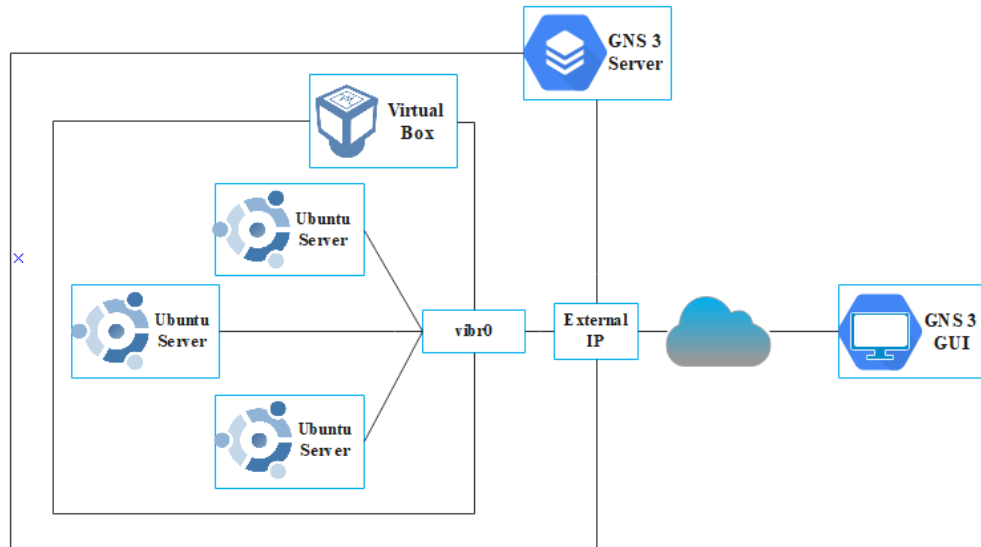 GNS 3
Server
Virtual
Box
Ubuntu
Server
Ubuntu
Server
vibr0
External
IP
GNS 3
GUI
Ubuntu
Server